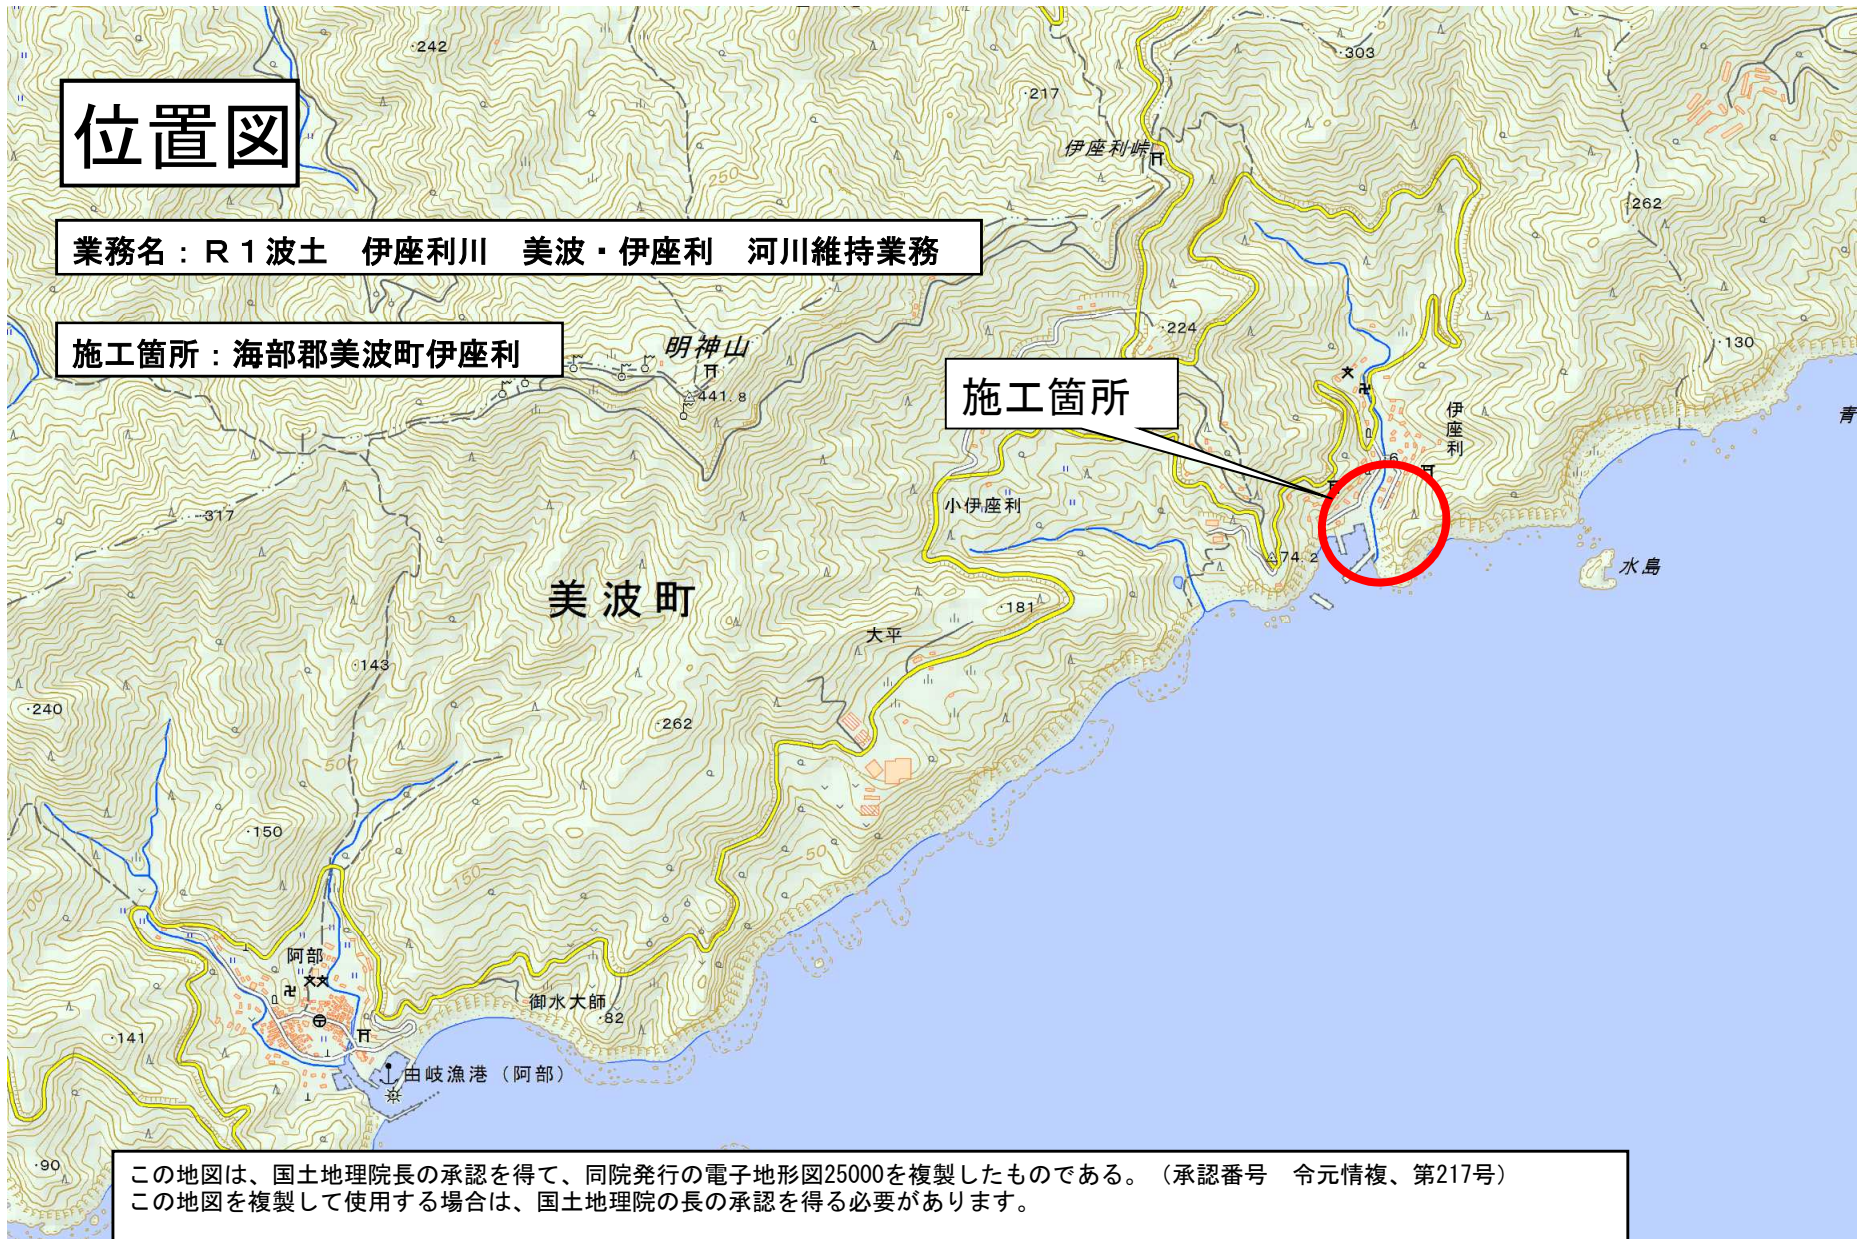 位置図
業務名：Ｒ１波土　伊座利川　美波・伊座利　河川維持業務
施工箇所：海部郡美波町伊座利
施工箇所
·242
·303
·217
伊座利峠
250
·262
100
·224
·130
明神山
441.8
伊座利
青
6
小伊座利
·317
74.2
水島
美波町
·181
大平
·143
·240
·262
50
·150
150
50
100
阿部
御水大師
·82
·141
由岐漁港（阿部）
·90
この地図は、国土地理院長の承認を得て、同院発行の電子地形図25000を複製したものである。（承認番号　令元情複、第217号）
この地図を複製して使用する場合は、国土地理院の長の承認を得る必要があります。